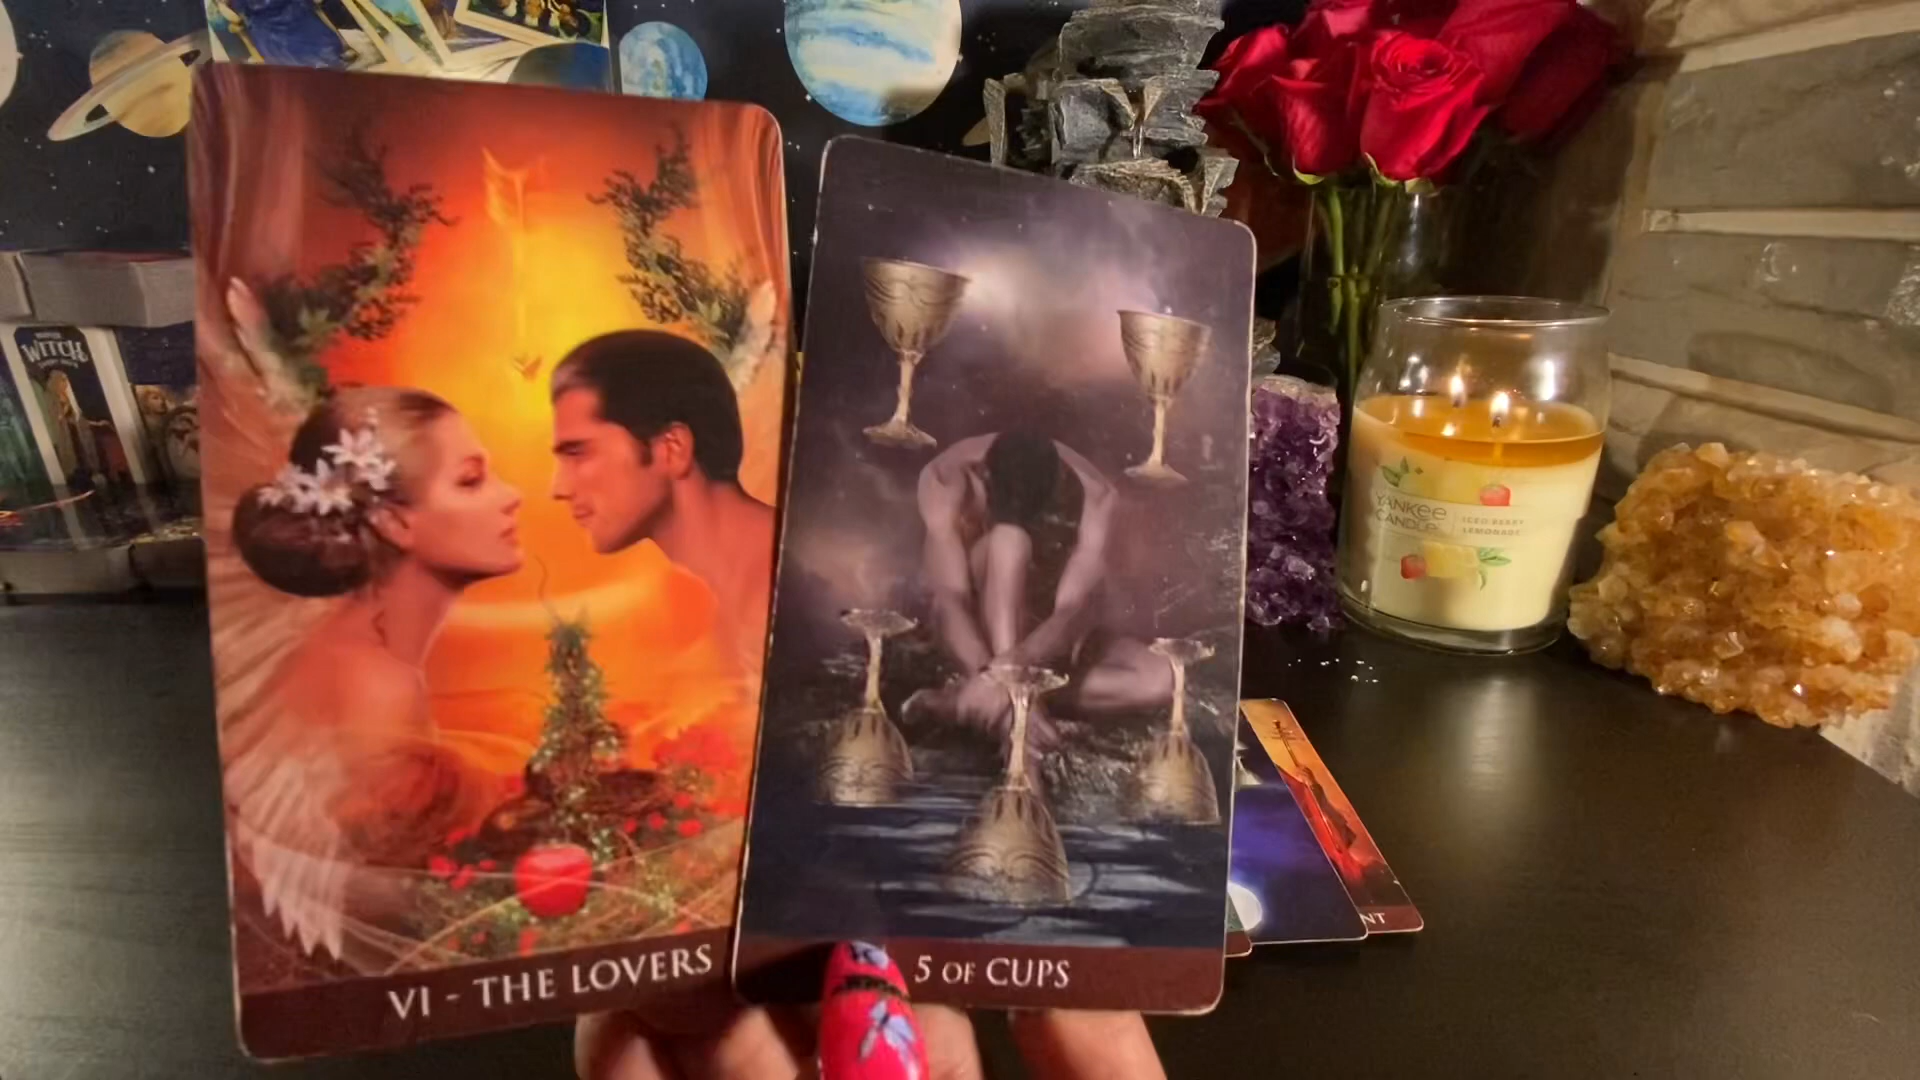 WITCH
VI - THE LOVERS
5 OF CUPS
YANKEE
CANDLE
ICED BERRY
LEMONADE
NT